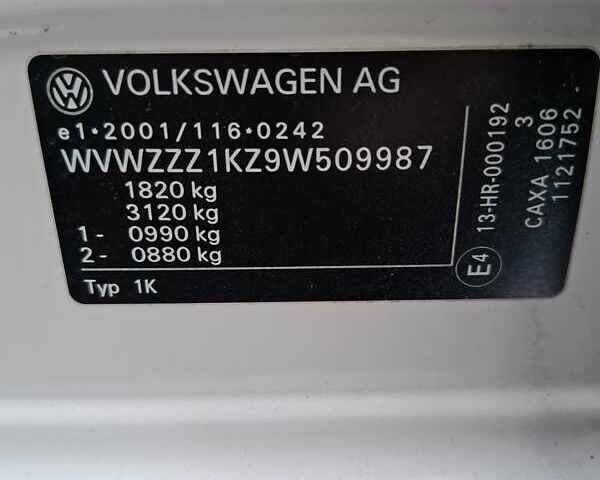 VOLKSWAGEN AG
e1*2001/116*0242
WVWZZZ1KZ9W509987
1820 kg
3120 kg
1- 0990 kg
2- 0880 kg
Typ 1K
E4
13-HR-000192
3
CAXA 1606
1121752 -